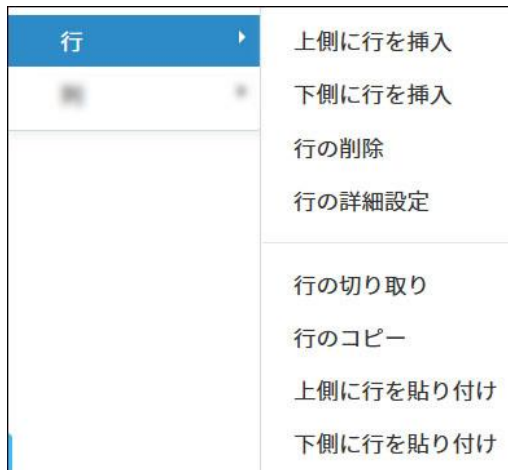 行
上側に行を挿入
下側に行を挿入
行の削除
行の詳細設定
行の切り取り
行のコピー
上側に行を貼り付け
下側に行を貼り付け